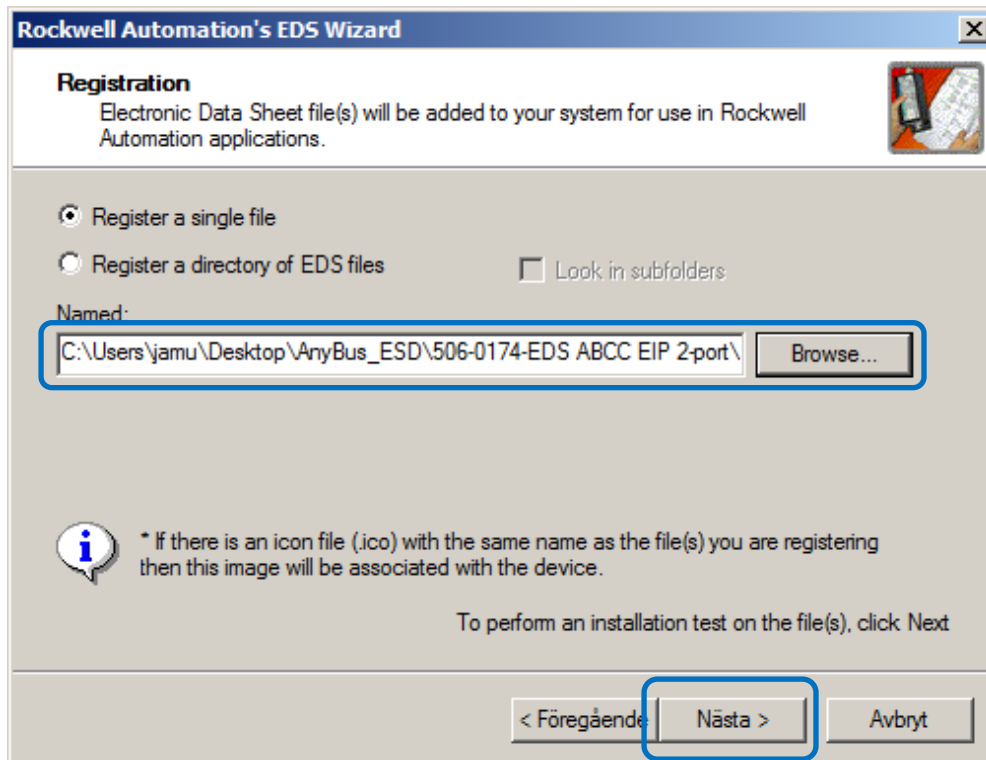 Rockwell Automation's EDS Wizard
Registration
Electronic Data Sheet file(s) will be added to your system for use in Rockwell
Automation applications.
Register a single file
Register a directory of EDS files
Look in subfolders
Named:
C:\Users\jamu\Desktop\AnyBus_ESD\506-0174-EDS ABCC EIP 2-port\
Browse...
* If there is an icon file (.ico) with the same name as the file(s) you are registering
then this image will be associated with the device.
To perform an installation test on the file(s), click Next
< Föregående
Nästa >
Avbryt